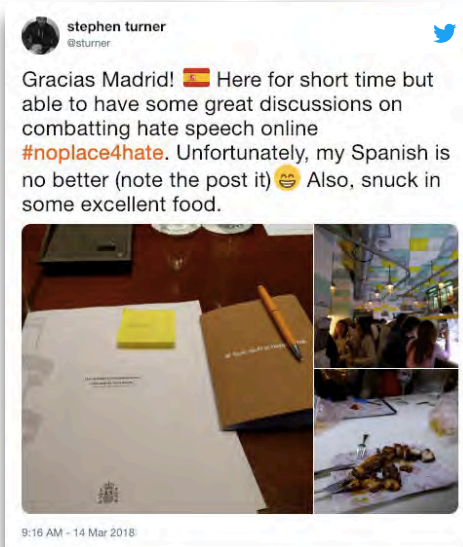 stephen turner
@sturner
Gracias Madrid! 🇪🇸 Here for short time but
able to have some great discussions on
combatting hate speech online
#noplace4hate. Unfortunately, my Spanish is
no better (note the post it) 😄 Also, snuck in
some excellent food.
9:16 AM - 14 Mar 2018